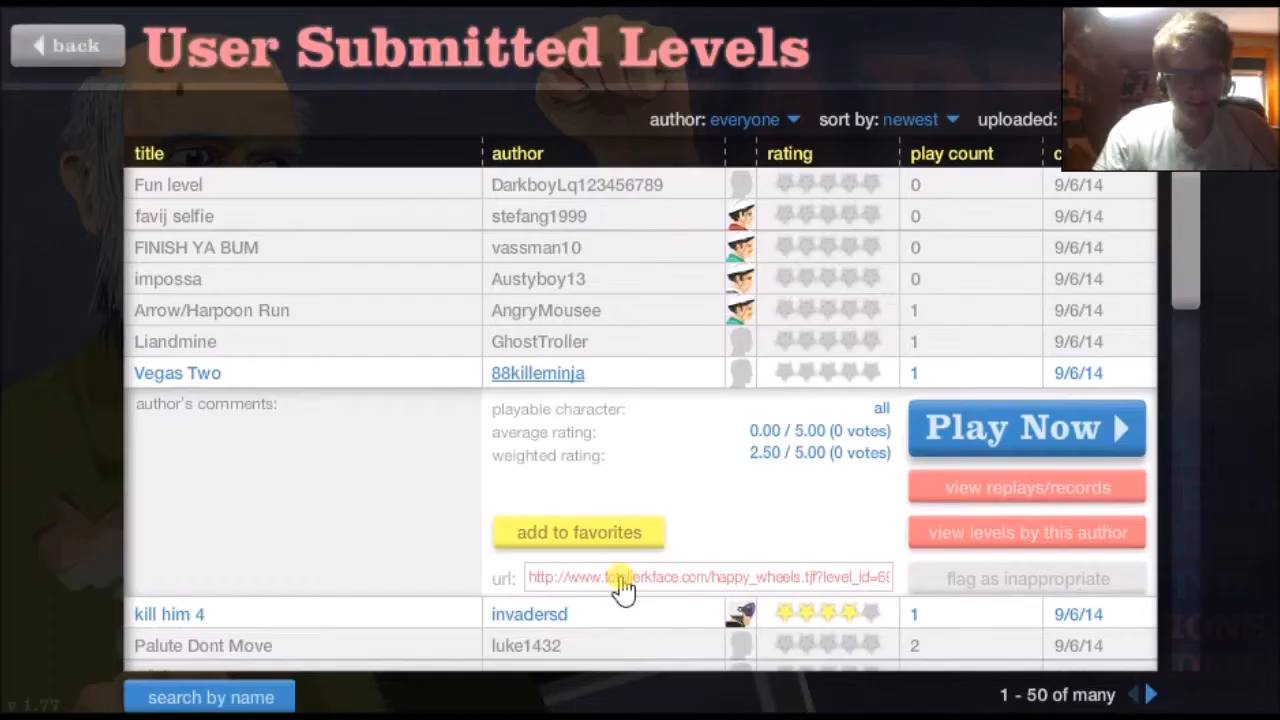 back
User Submitted Levels
author: everyone sort by: newest uploaded:
title author rating play count
Fun level DarkboyLq123456789 0 9/6/14
favij selfie stefang1999 0 9/6/14
FINISH YA BUM vassman10 0 9/6/14
impossa Austyboy13 0 9/6/14
Arrow/Harpoon Run AngryMousee 1 9/6/14
Liandmine GhostTroller 1 9/6/14
Vegas Two 88killeminja 1 9/6/14
author's comments: playable character: all
average rating: 0.00 / 5.00 (0 votes)
weighted rating: 2.50 / 5.00 (0 votes)
Play Now
view replays/records
add to favorites view levels by this author
url: flag as inappropriate
kill him 4 invadersd 1 9/6/14
Palute Dont Move luke1432 2 9/6/14
search by name 1 - 50 of many
v 1.77